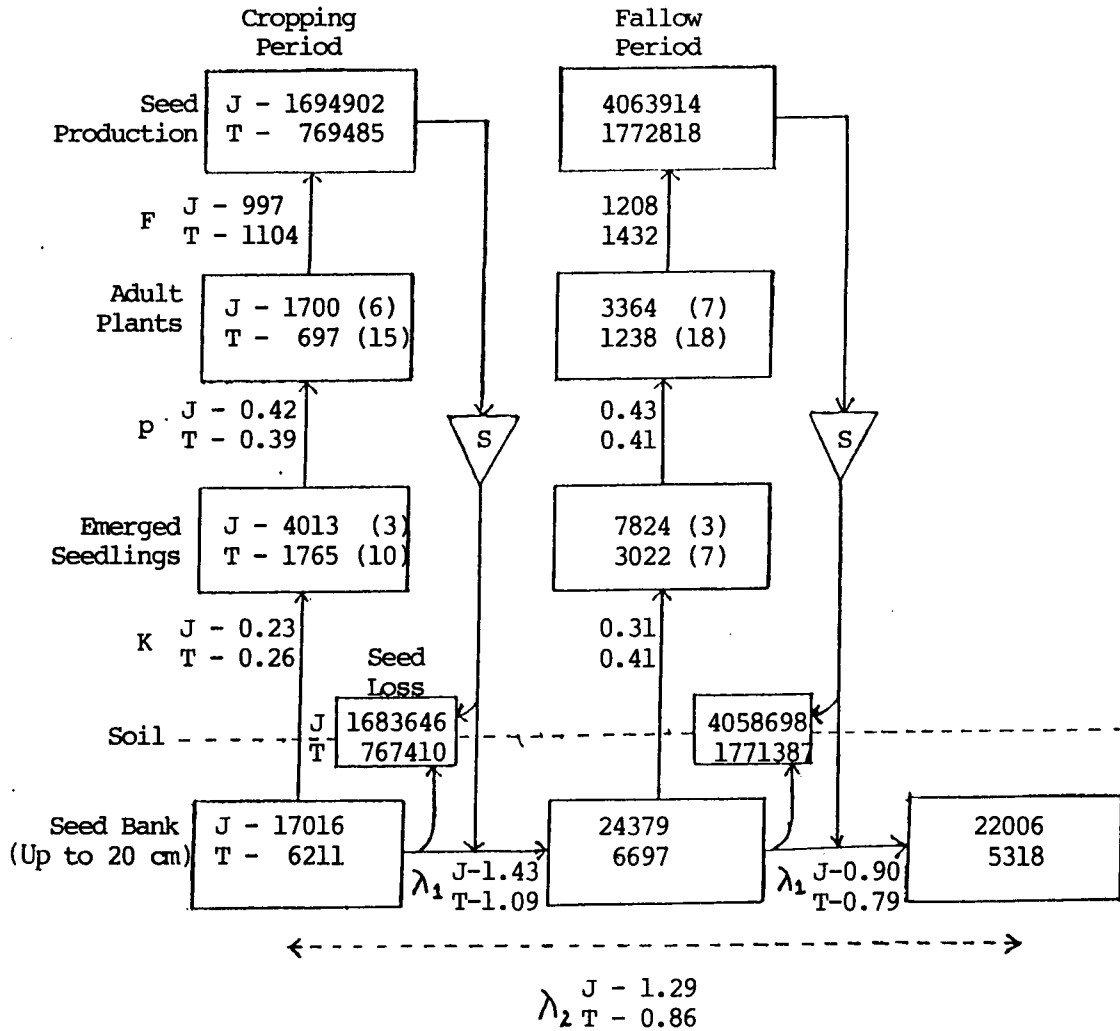 Cropping Period
Fallow Period
Seed Production
J - 1694902
T - 769485
4063914
1772818
F
J - 997
T - 1104
1208
1432
Adult Plants
J - 1700 (6)
T - 697 (15)
3364 (7)
1238 (18)
p
J - 0.42
T - 0.39
S
0.43
0.41
S
Emerged Seedlings
J - 4013 (3)
T - 1765 (10)
7824 (3)
3022 (7)
K
J - 0.23
T - 0.26
0.31
0.41
Seed Loss
Soil
J 1683646
T 767410
4058698
1771387
Seed Bank
(Up to 20 cm)
J - 17016
T - 6211
24379
6697
22006
5318
λ1 J-1.43
T-1.09
λ1 J-0.90
T-0.79
λ2 J - 1.29
T - 0.86